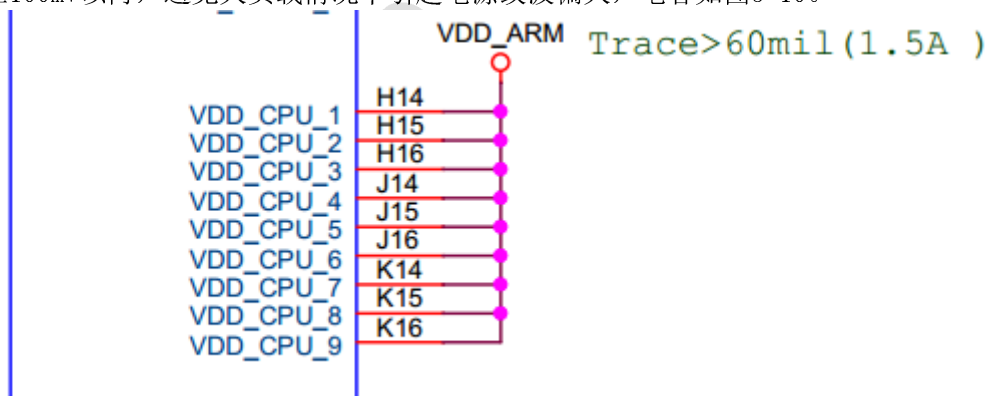 VDD_ARM
Trace>60mil(1.5A )
VDD_CPU_1 H14
VDD_CPU_2 H15
VDD_CPU_3 H16
VDD_CPU_4 J14
VDD_CPU_5 J15
VDD_CPU_6 J16
VDD_CPU_7 K14
VDD_CPU_8 K15
VDD_CPU_9 K16